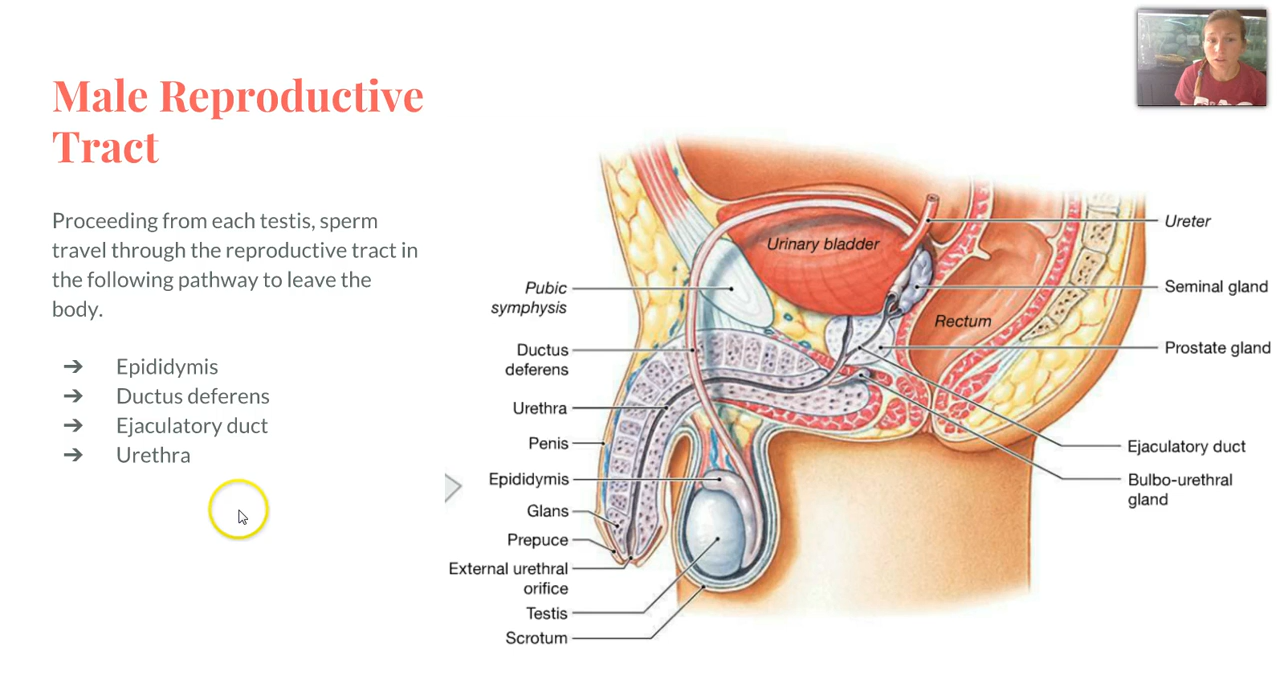 Male Reproductive
Tract
Proceeding from each testis, sperm
travel through the reproductive tract in
the following pathway to leave the
body.
➔ Epididymis
➔ Ductus deferens
➔ Ejaculatory duct
➔ Urethra
Pubic
symphysis
Ductus
deferens
Urethra
Penis
Epididymis
Glans
Prepuce
External urethral
orifice
Testis
Scrotum
Urinary bladder
Rectum
Ureter
Seminal gland
Prostate gland
Ejaculatory duct
Bulbo-urethral
gland